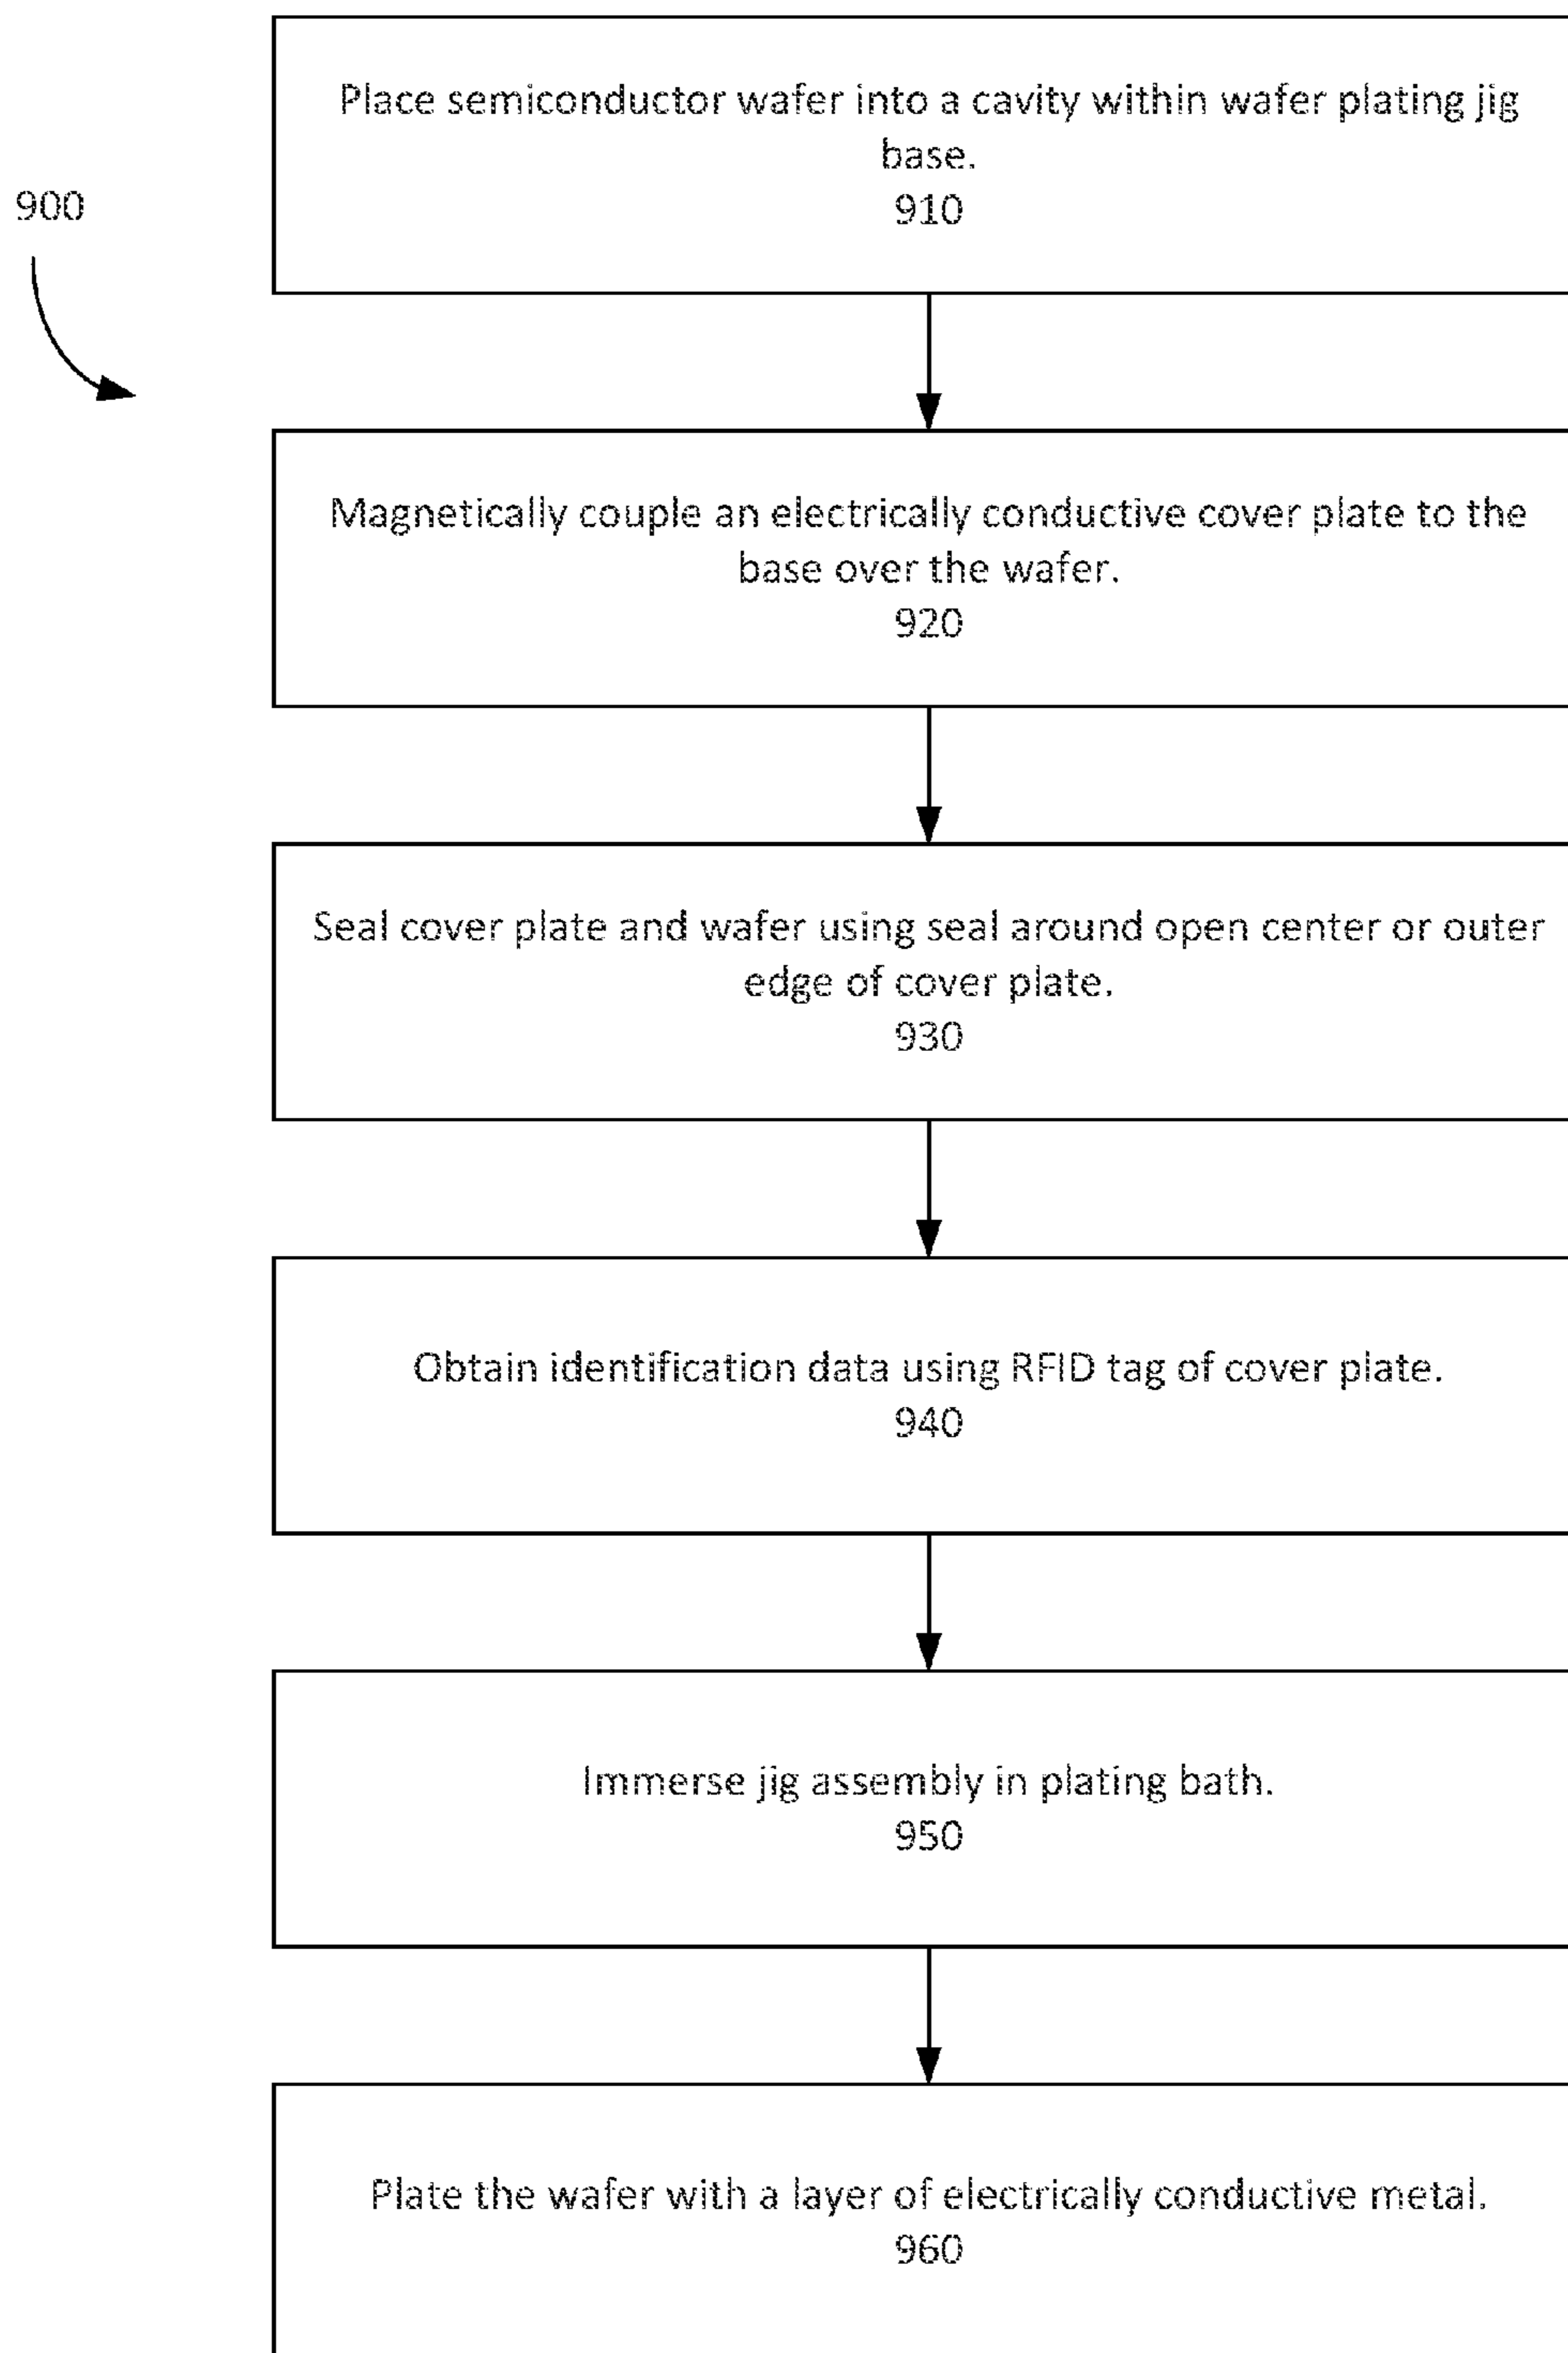 Place semiconductor wafer into a cavity within wafer plating jig
base.
910
900
Magnetically couple an electrically conductive cover plate to the
base over the wafer.
920
Seal cover plate and wafer using seal around open center or outer
edge of cover plate.
930
Obtain identification data using RFID tag of cover plate.
940
Immerse jig assembly in plating bath.
950
Plate the wafer with a layer of electrically conductive metal.
960